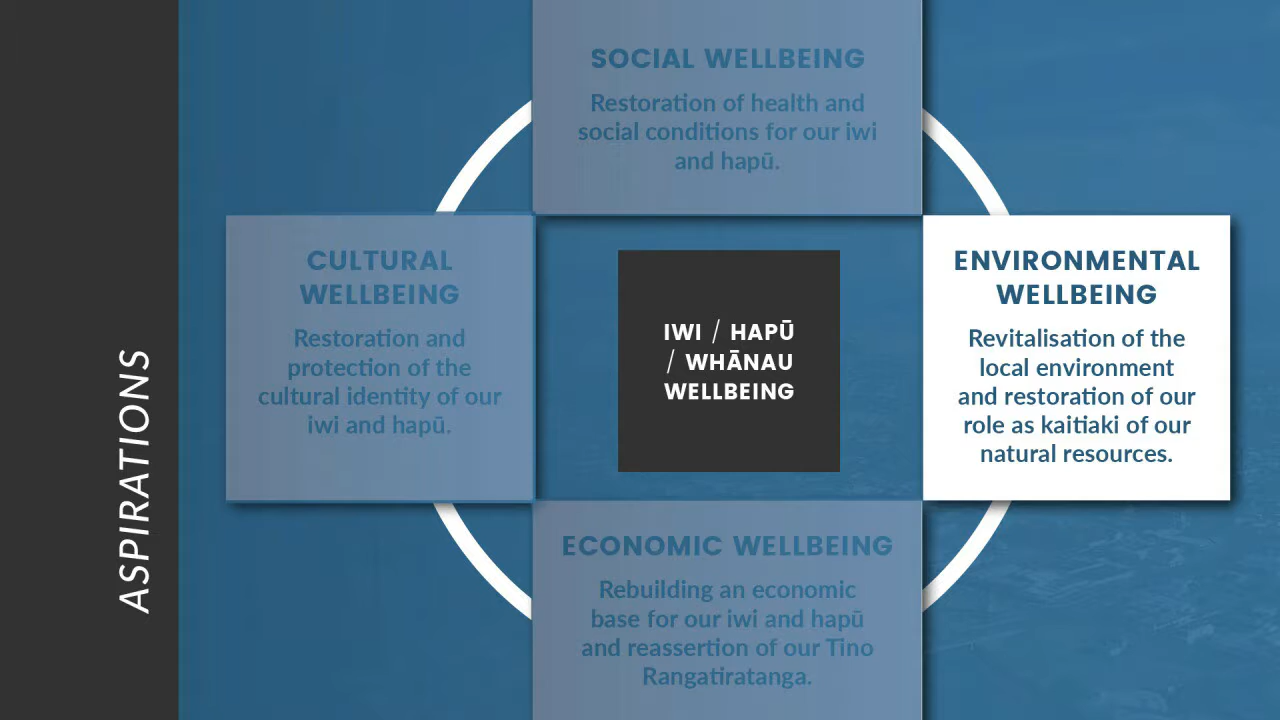 ASPIRATIONS
SOCIAL WELLBEING
Restoration of health and
social conditions for our iwi
and hapū.
CULTURAL
WELLBEING
Restoration and
protection of the
cultural identity of our
iwi and hapū.
IWI / HAPŪ
/ WHĀNAU
WELLBEING
ENVIRONMENTAL
WELLBEING
Revitalisation of the
local environment
and restoration of our
role as kaitiaki of our
natural resources.
ECONOMIC WELLBEING
Rebuilding an economic
base for our iwi and hapū
and reassertion of our Tino
Rangatiratanga.